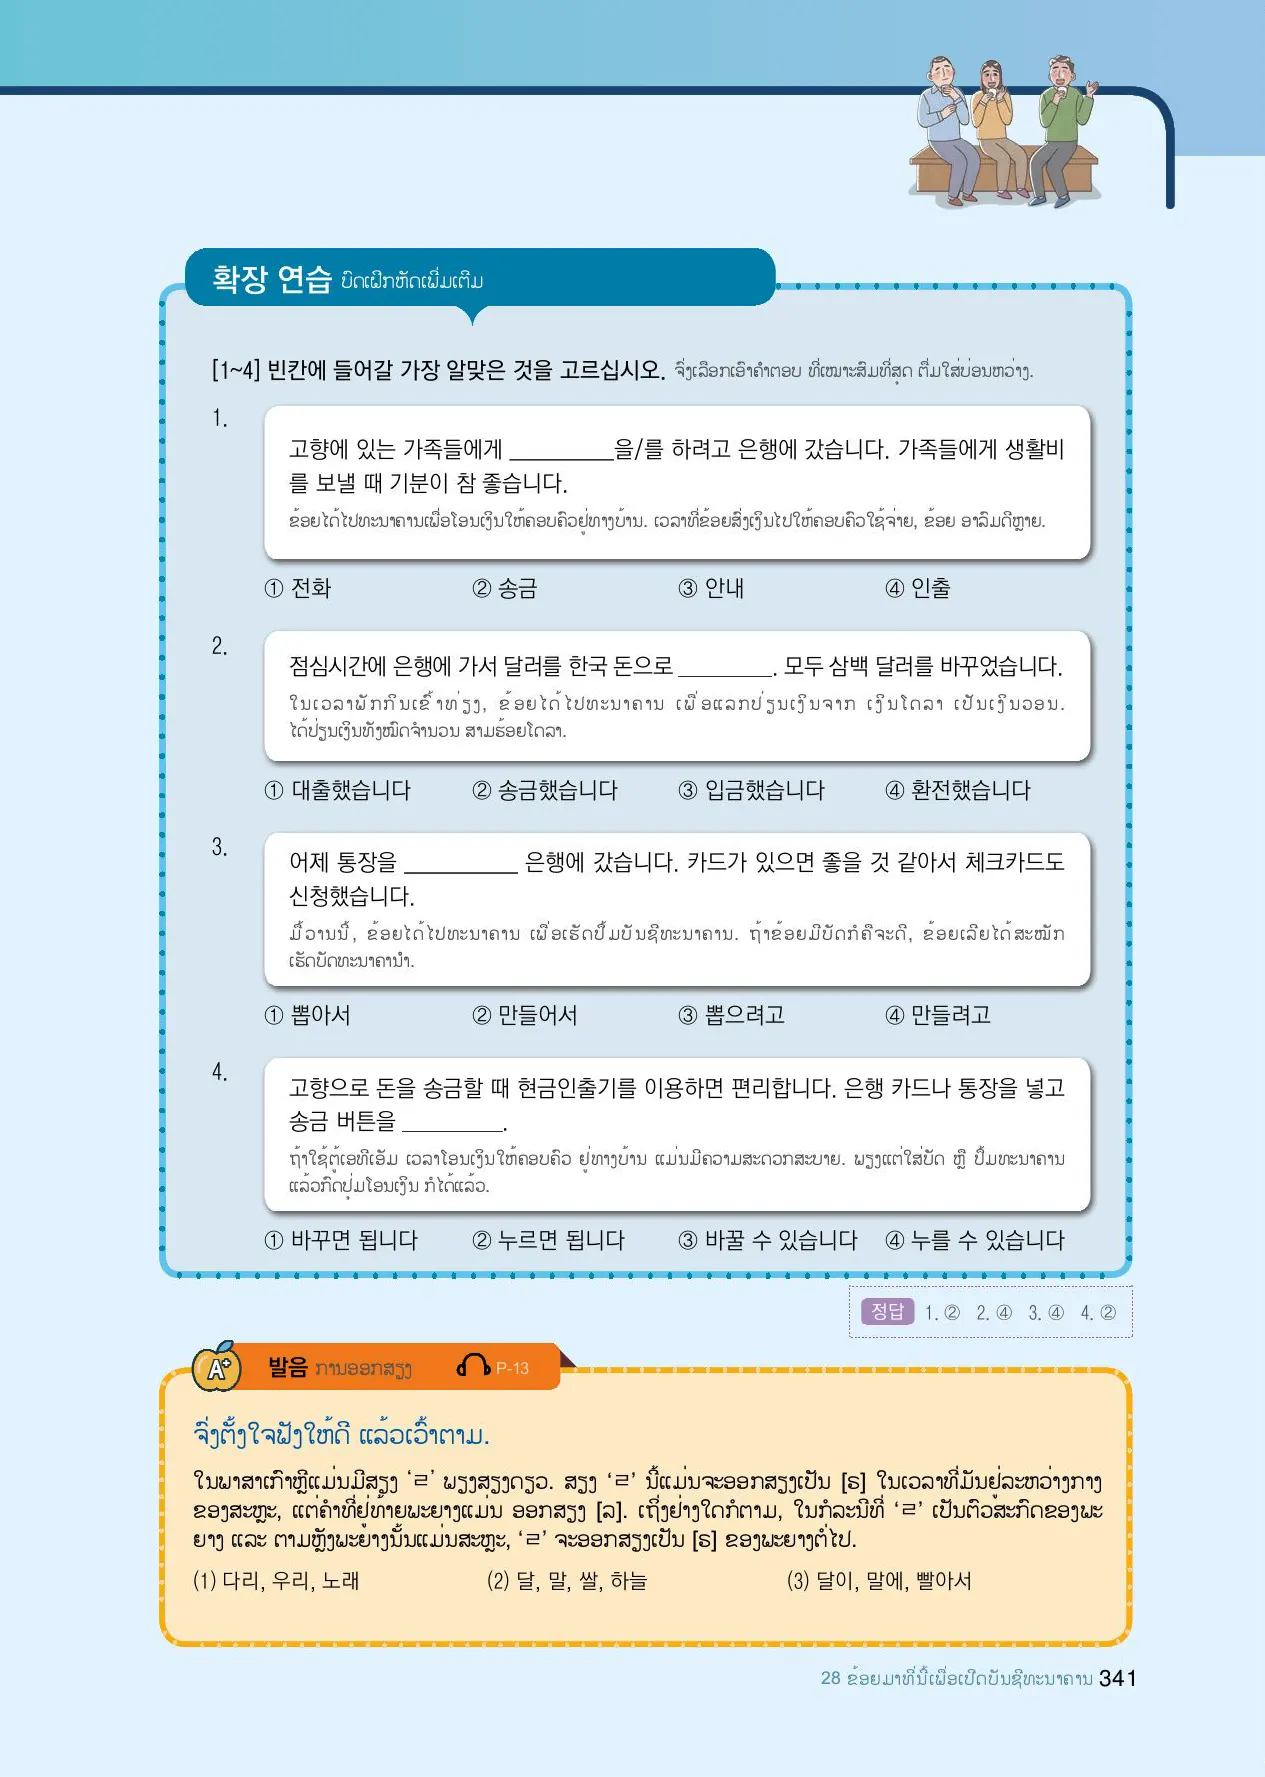 확장 연습 ບົດເຝິກຫັດເພີ່ມເຕີມ
[1~4] 빈칸에 들어갈 가장 알맞은 것을 고르십시오. ຈົ່ງເລືອກເອົາຄຳຕອບ ທີ່ເໝາະສົມທີ່ສຸດ ຕື່ມໃສ່ບ່ອນຫວ່າງ.
1.
고향에 있는 가족들에게 __________을/를 하려고 은행에 갔습니다. 가족들에게 생활비
를 보낼 때 기분이 참 좋습니다.
ຂ້ອຍໄດ້ໄປທະນາຄານເພື່ອໂອນເງິນໃຫ້ຄອບຄົວຢູ່ທາງບ້ານ. ເວລາທີ່ຂ້ອຍສົ່ງເງິນໄປໃຫ້ຄອບຄົວໃຊ້ຈ່າຍ, ຂ້ອຍ ອາລົມດີຫຼາຍ.
① 전화 ② 송금 ③ 안내 ④ 인출
2.
점심시간에 은행에 가서 달러를 한국 돈으로 _________. 모두 삼백 달러를 바꾸었습니다.
ໃນເວລາພັກກິນເຂົ້າທ່ຽງ, ຂ້ອຍໄດ້ໄປທະນາຄານ ເພື່ອແລກປ່ຽນເງິນຈາກ ເງິນໂດລາ ເປັນເງິນວອນ.
ໄດ້ປ່ຽນເງິນທັງໝົດຈຳນວນ ສາມຮ້ອຍໂດລາ.
① 대출했습니다 ② 송금했습니다 ③ 입금했습니다 ④ 환전했습니다
3.
어제 통장을 ___________ 은행에 갔습니다. 카드가 있으면 좋을 것 같아서 체크카드도
신청했습니다.
ມື້ວານນີ້, ຂ້ອຍໄດ້ໄປທະນາຄານ ເພື່ອເຮັດປຶ້ມບັນຊີທະນາຄານ. ຖ້າຂ້ອຍມີບັດກໍຄືຈະດີ, ຂ້ອຍເລີຍໄດ້ສະໝັກ
ເຮັດບັດທະນາຄານຳ.
① 뽑아서 ② 만들어서 ③ 뽑으려고 ④ 만들려고
4.
고향으로 돈을 송금할 때 현금인출기를 이용하면 편리합니다. 은행 카드나 통장을 넣고
송금 버튼을 __________.
ຖ້າໃຊ້ຕູ້ເອທີເອັມ ເວລາໂອນເງິນໃຫ້ຄອບຄົວ ຢູ່ທາງບ້ານ ແມ່ນມີຄວາມສະດວກສະບາຍ. ພຽງແຕ່ໃສ່ບັດ ຫຼື ປຶ້ມທະນາຄານ
ແລ້ວກົດປຸ່ມໂອນເງິນ ກໍໄດ້ແລ້ວ.
① 바꾸면 됩니다 ② 누르면 됩니다 ③ 바꿀 수 있습니다 ④ 누를 수 있습니다
정답 1. ② 2. ④ 3. ④ 4. ②
A+ 발음 ການອອກສຽງ P-13
ຈົ່ງຕັ້ງໃຈຟັງໃຫ້ດີ ແລ້ວເວົ້າຕາມ.
ໃນພາສາເກົາຫຼີແມ່ນມີສຽງ ‘ㄹ’ ພຽງສຽງດຽວ. ສຽງ ‘ㄹ’ ນີ້ແມ່ນຈະອອກສຽງເປັນ [ຣ] ໃນເວລາທີ່ມັນຢູ່ລະຫວ່າງກາງ
ຂອງສະຫຼະ, ແຕ່ຄຳທີ່ຢູ່ທ້າຍພະຍາງແມ່ນ ອອກສຽງ [ລ]. ເຖິງຢ່າງໃດກໍຕາມ, ໃນກໍລະນີທີ່ ‘ㄹ’ ເປັນຕົວສະກົດຂອງພະ
ຍາງ ແລະ ຕາມຫຼັງພະຍາງນັ້ນແມ່ນສະຫຼະ, ‘ㄹ’ ຈະອອກສຽງເປັນ [ຣ] ຂອງພະຍາງຕໍ່ໄປ.
(1) 다리, 우리, 노래 (2) 달, 말, 쌀, 하늘 (3) 달이, 말에, 빨아서
28 ຂ້ອຍມາທີ່ນີ້ເພື່ອເປີດບັນຊີທະນາຄານ 341